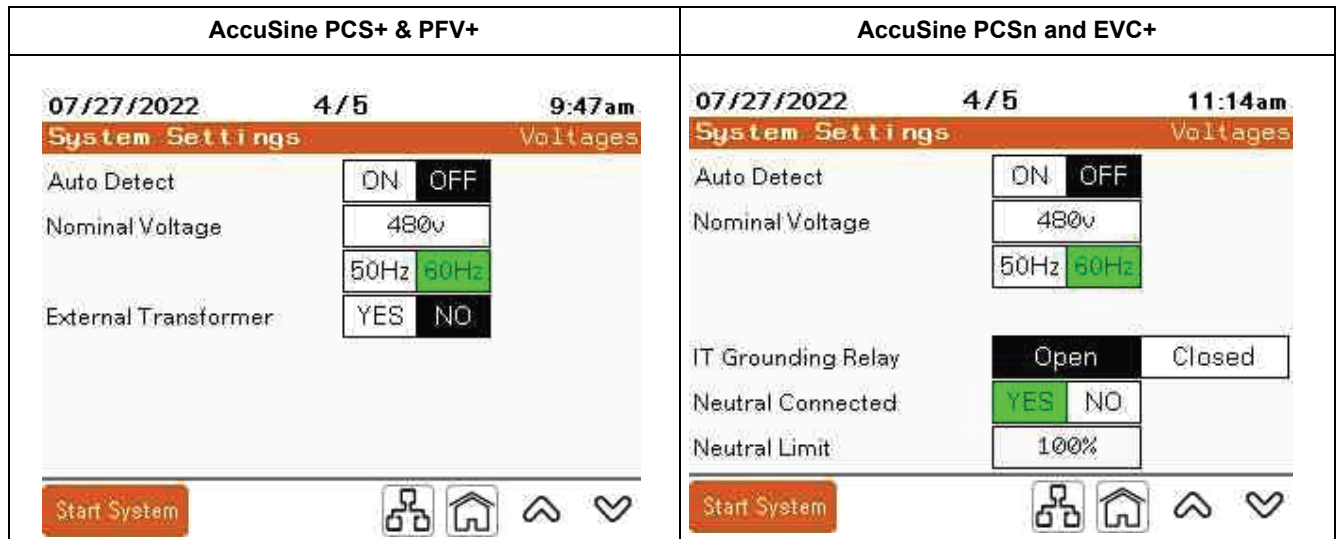 AccuSine PCS+ & PFV+
07/27/2022 4/5 9:47am
System Settings Voltages
Auto Detect ON OFF
Nominal Voltage 480v
50Hz 60Hz
External Transformer YES NO
Start System
AccuSine PCSn and EVC+
07/27/2022 4/5 11:14am
System Settings Voltages
Auto Detect ON OFF
Nominal Voltage 480v
50Hz 60Hz
IT Grounding Relay Open Closed
Neutral Connected YES NO
Neutral Limit 100%
Start System